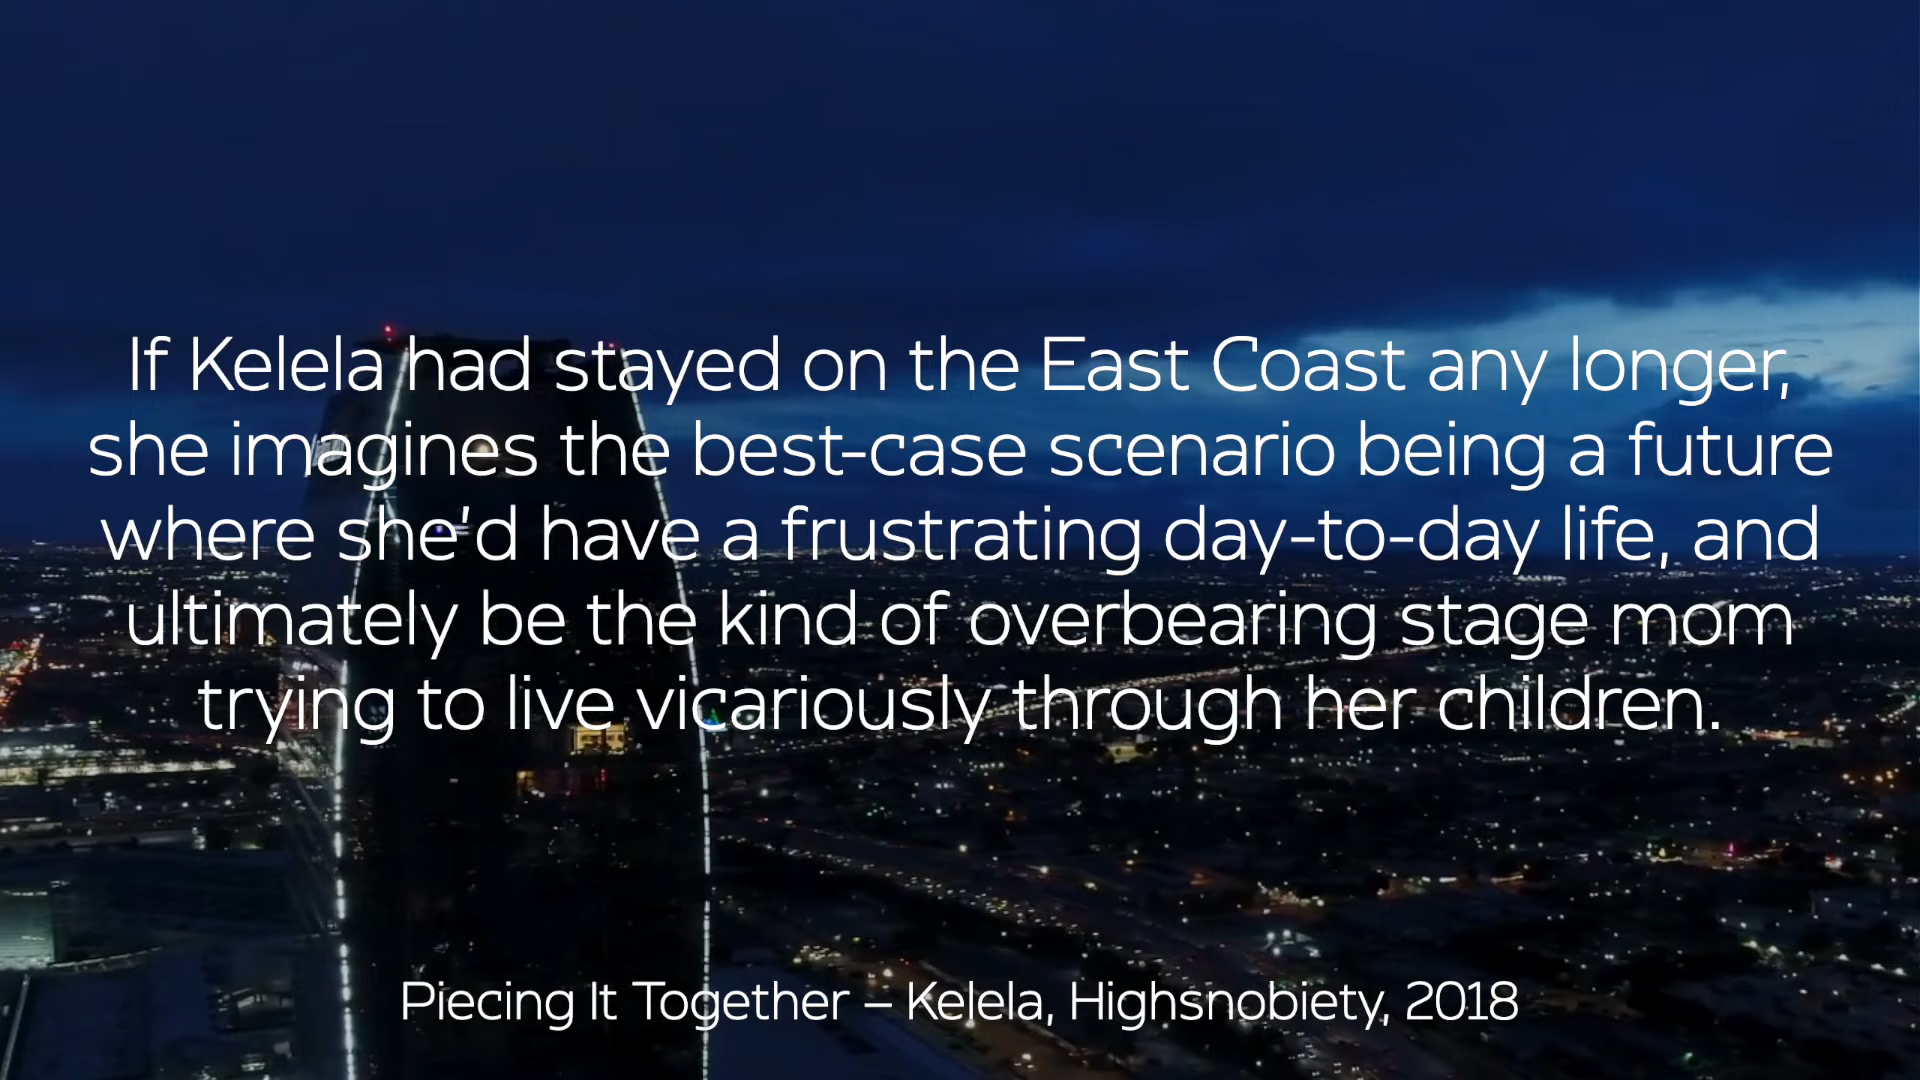 If Kelela had stayed on the East Coast any longer,
she imagines the best-case scenario being a future
where she'd have a frustrating day-to-day life, and
ultimately be the kind of overbearing stage mom
trying to live vicariously through her children.
Piecing It Together – Kelela, Highsnobiety, 2018